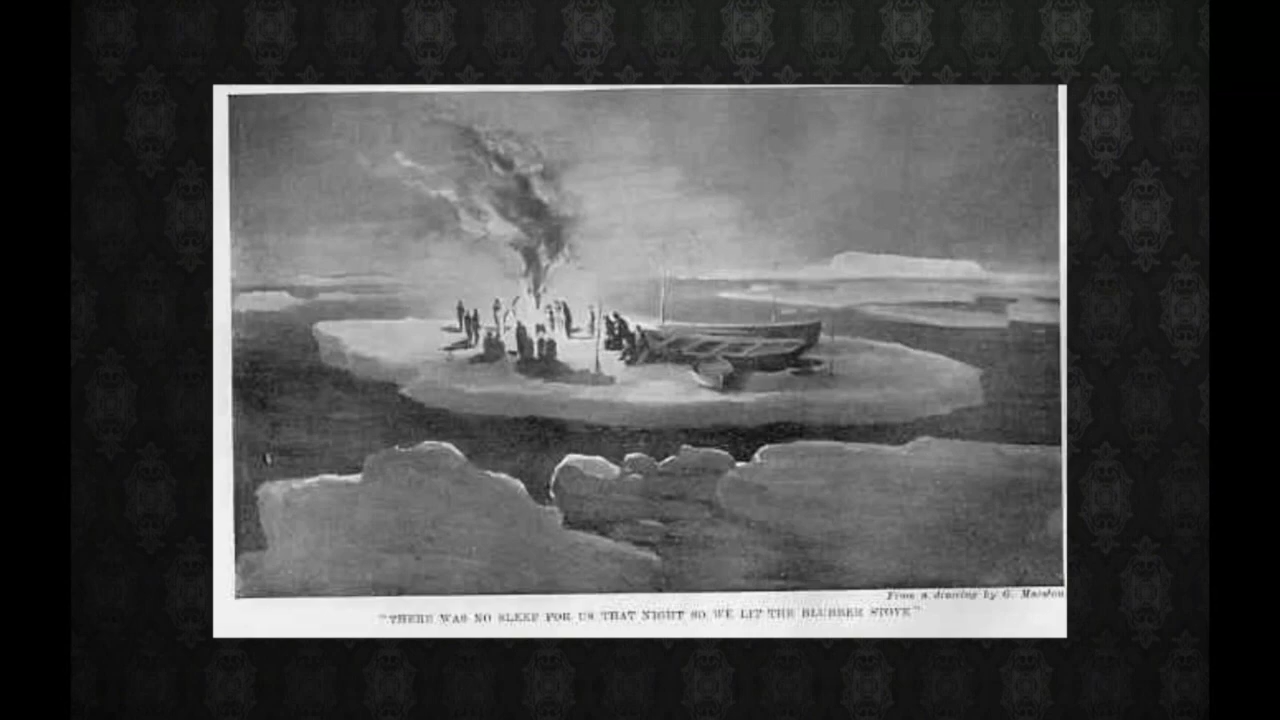 From a drawing by G. Marston
"THERE WAS NO SLEEP FOR US THAT NIGHT SO WE LIT THE BLUBBER STOVE"